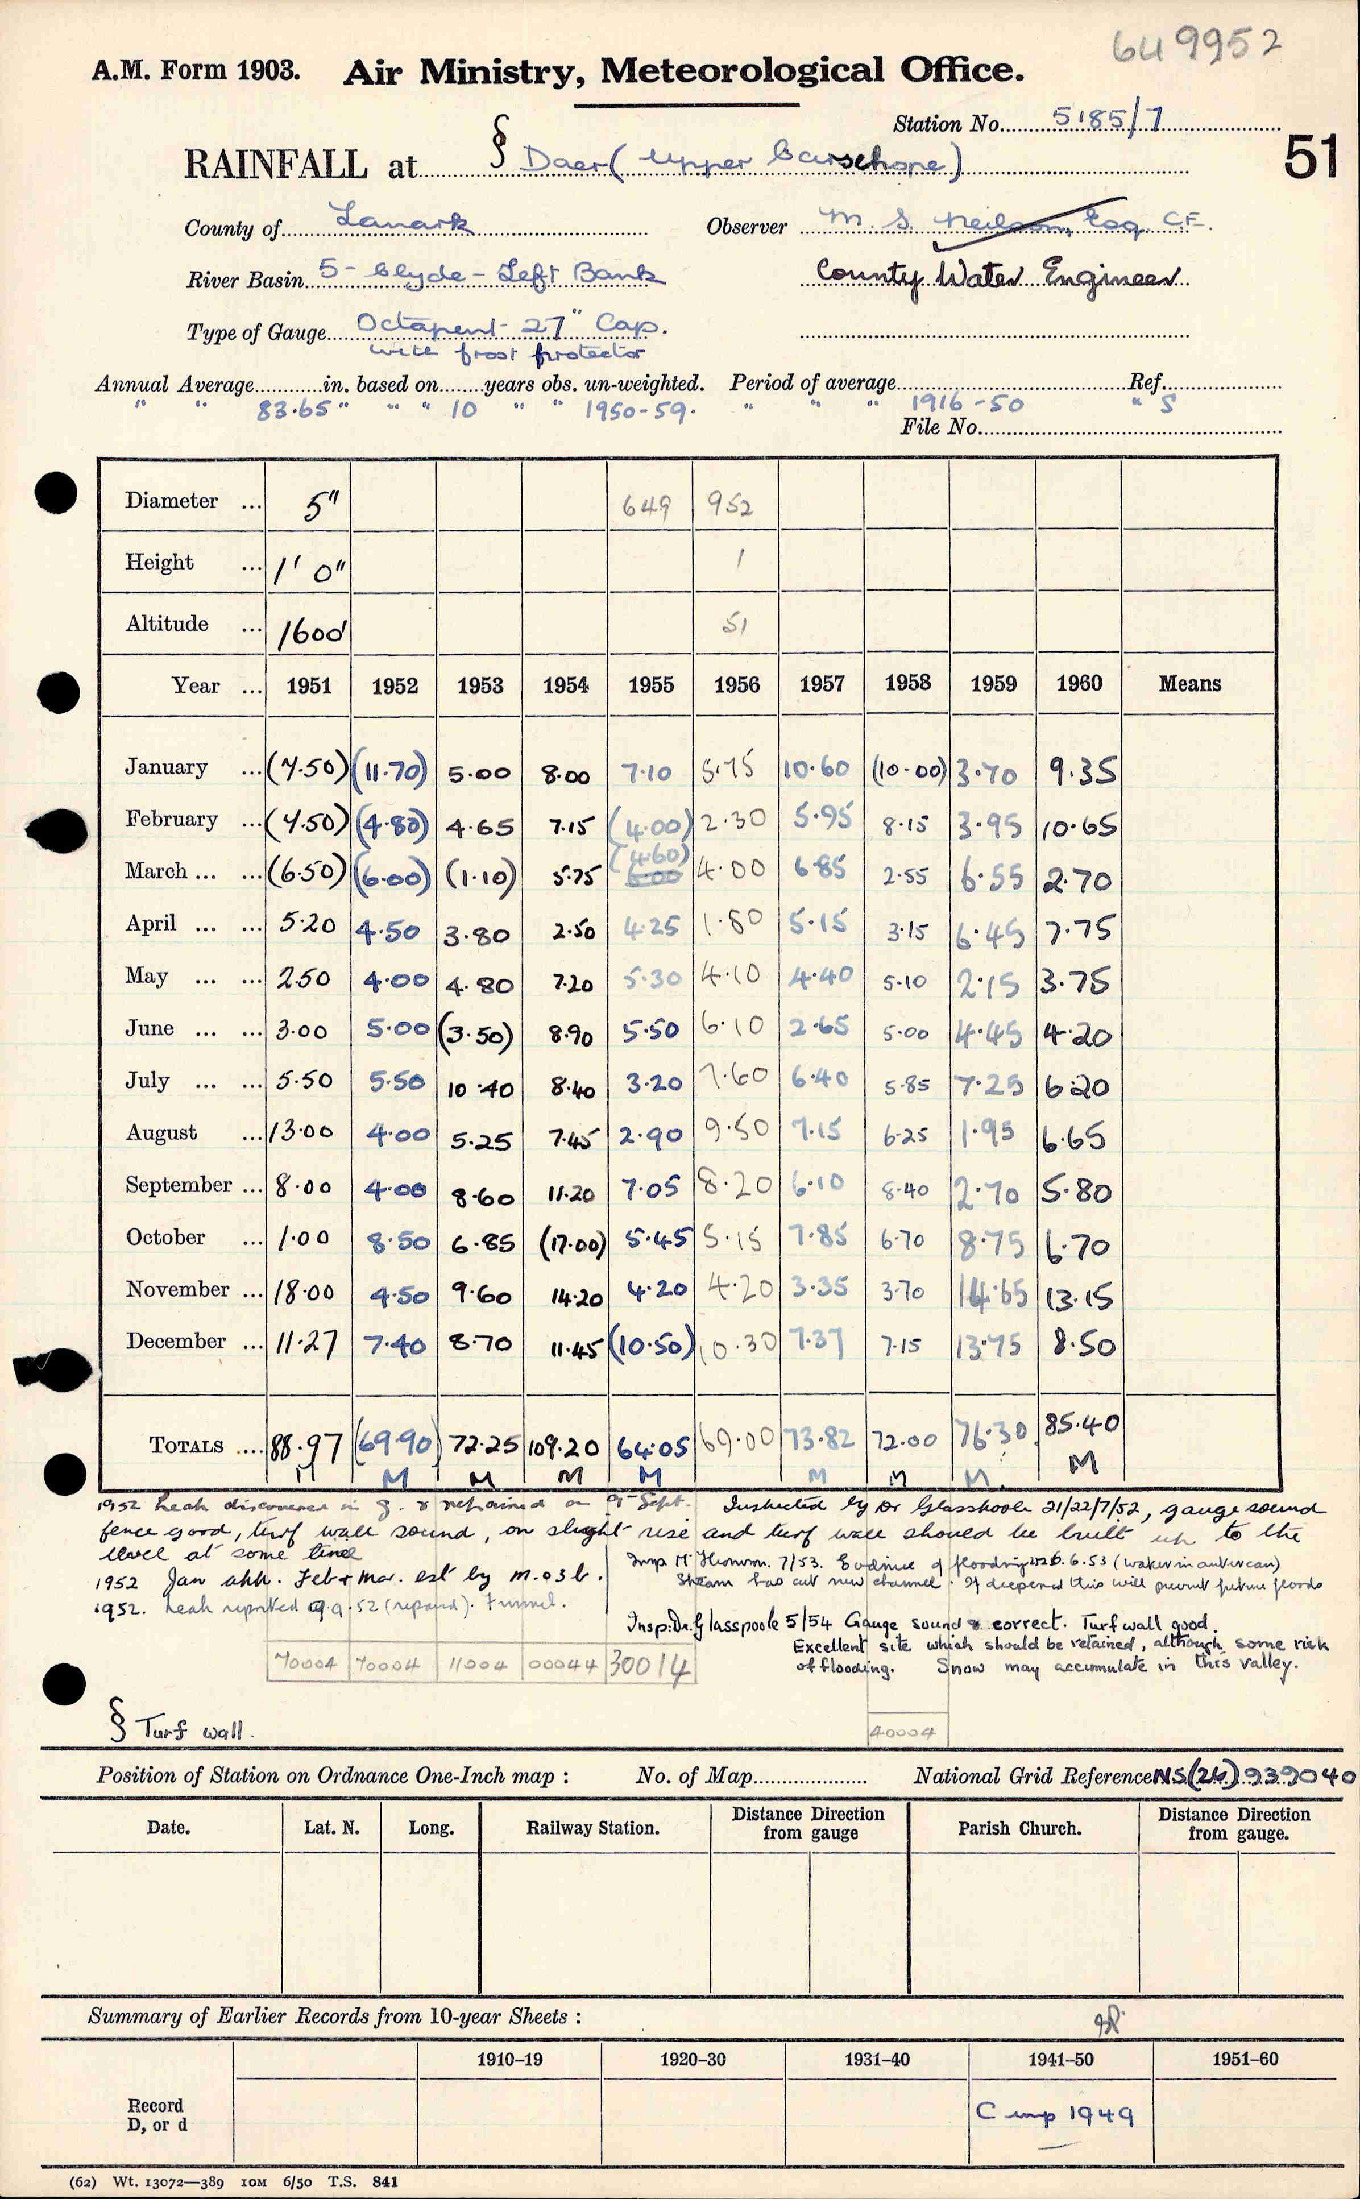 649952
A.M. Form 1903. Air Ministry, Meteorological Office.
Station No. 5185/7
51
RAINFALL at § Daer ( Upper Carsehope )
County of Lanark Observer M S. Neilson, Esq. C.E.
River Basin 5 - Clyde - Left Bank County Water Engineer
Type of Gauge Octapent 27" Cap.
with frost protector
Annual Average in. based on years obs. un-weighted. Period of average Ref.
" " 83.65" " " 10 " " 1950-59. " " " 1916-50 " S
File No.
Diameter ... 5" 649 952
Height ... 1' 0" 1
Altitude ... 1600 51
Year ... 1951 1952 1953 1954 1955 1956 1957 1958 1959 1960 Means
January ... (7.50) (11.70) 5.00 8.00 7.10 5.75 10.60 (10.00) 3.70 9.35
February ... (7.50) (4.80) 4.65 7.15 (4.00) 2.30 5.95 8.15 3.95 10.65
March ... ... (6.50) (6.00) (1.10) 5.75 (4.60) 4.00 6.85 2.55 6.55 2.70
April ... ... 5.20 4.50 3.80 2.50 4.25 1.80 5.15 3.15 6.45 7.75
May ... ... 2.50 4.00 4.80 7.20 5.30 4.10 4.40 5.10 2.15 3.75
June ... ... 3.00 5.00 (3.50) 8.90 5.50 6.10 2.65 5.00 4.45 4.20
July ... ... 5.50 5.50 10.40 8.40 3.20 7.60 6.40 5.85 7.25 6.20
August ... 13.00 4.00 5.25 7.45 2.90 9.50 7.15 6.25 1.95 6.65
September ... 8.00 4.00 8.60 11.20 7.05 8.20 6.10 8.40 2.70 5.80
October ... 1.00 8.50 6.85 (17.00) 5.45 5.15 7.85 6.70 8.75 6.70
November ... 18.00 4.50 9.60 14.20 4.20 4.20 3.35 3.70 14.65 13.15
December ... 11.27 7.40 8.70 11.45 (10.50) 10.30 7.37 7.15 13.75 8.50
TOTALS .... 88.97 (69.90) 72.25 109.20 64.05 69.00 73.82 72.00 76.30 85.40
M M M M M M M M M
1952 Leak discovered in g. & repaired on 9th Sept. Inspected by Dr Glasspoole 21/22/7/52, gauge sound
fence good, turf wall sound, on slight rise and turf wall should be built up to the
level at some time
1952 Jan Feb & Mar. est by m.o3b.
1952. Leak reported 9.9.52 (repaired). Funnel.
Insp Mr Thomson. 7/53. Evidence of flooding 6.53 (water in outer can)
Stream has cut new channel. If deepened this will prevent future floods
Insp: Dr. Glasspoole 5/54 Gauge sound & correct. Turf wall good.
Excellent site which should be retained, although some risk
of flooding. Snow may accumulate in this valley.
70004 70004 11004 00044 30014
40004
§ Turf wall.
Position of Station on Ordnance One-Inch map : No. of Map National Grid Reference NS(26) 939040
Date. Lat. N. Long. Railway Station. Distance Direction from gauge Parish Church. Distance Direction from gauge.
Summary of Earlier Records from 10-year Sheets :
1910-19 1920-30 1931-40 1941-50 1951-60
Record
D, or d
C imp 1949
(62) Wt. 13072—389 10M 6/50 T.S. 841